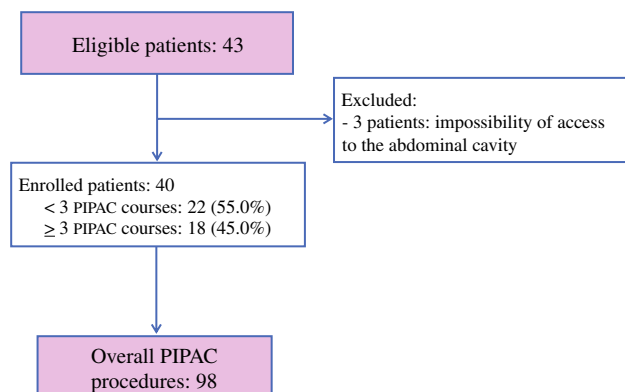 Eligible patients: 43
Excluded:
- 3 patients: impossibility of access
to the abdominal cavity
Enrolled patients: 40
< 3 PIPAC courses: 22 (55.0%)
≥ 3 PIPAC courses: 18 (45.0%)
Overall PIPAC
procedures: 98